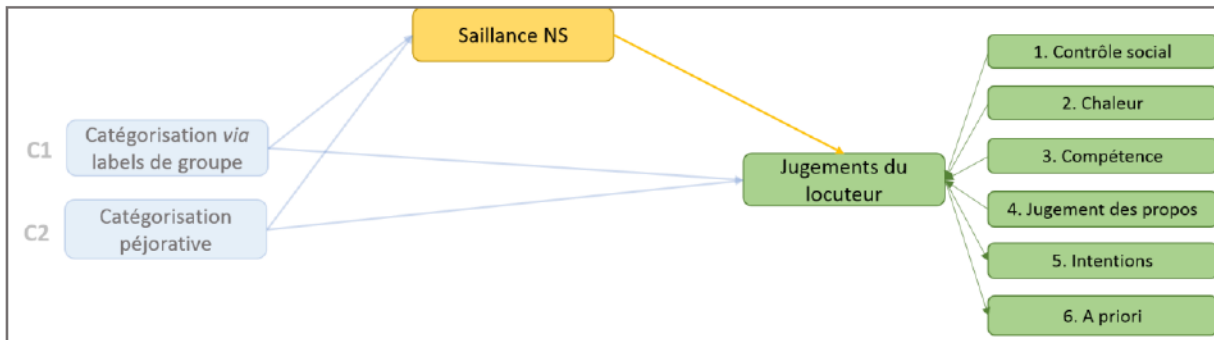 Saillance NS
C1
Catégorisation via
labels de groupe
C2
Catégorisation
péjorative
Jugements du
locuteur
1. Contrôle social
2. Chaleur
3. Compétence
4. Jugement des propos
5. Intentions
6. A priori